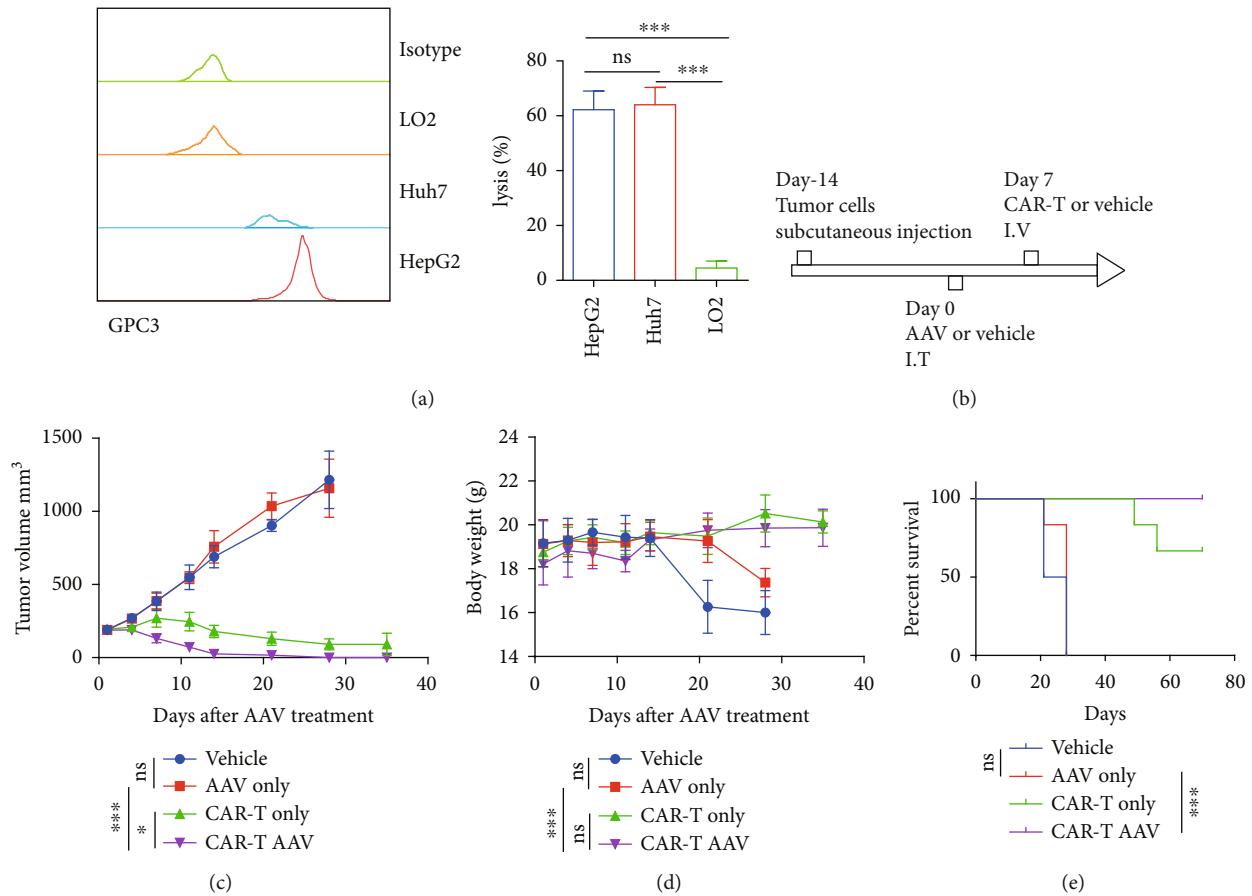 Isotype
LO2
Huh7
HepG2
GPC3
***
ns
***
80
60
40
20
0
lysis (%)
HepG2
Huh7
LO2
(a)
Day-14
Tumor cells
subcutaneous injection
Day 7
CAR-T or vehicle
I.V
Day 0
AAV or vehicle
I.T
(b)
1500
1000
500
0
Tumor volume mm³
0 10 20 30 40
Days after AAV treatment
Vehicle
AAV only
CAR-T only
CAR-T AAV
ns
***
*
(c)
24
22
20
18
16
14
Body weight (g)
0 10 20 30 40
Days after AAV treatment
Vehicle
AAV only
CAR-T only
CAR-T AAV
ns
***
ns
(d)
100
50
0
Percent survival
0 20 40 60 80
Days
Vehicle
AAV only
CAR-T only
CAR-T AAV
ns
***
(e)